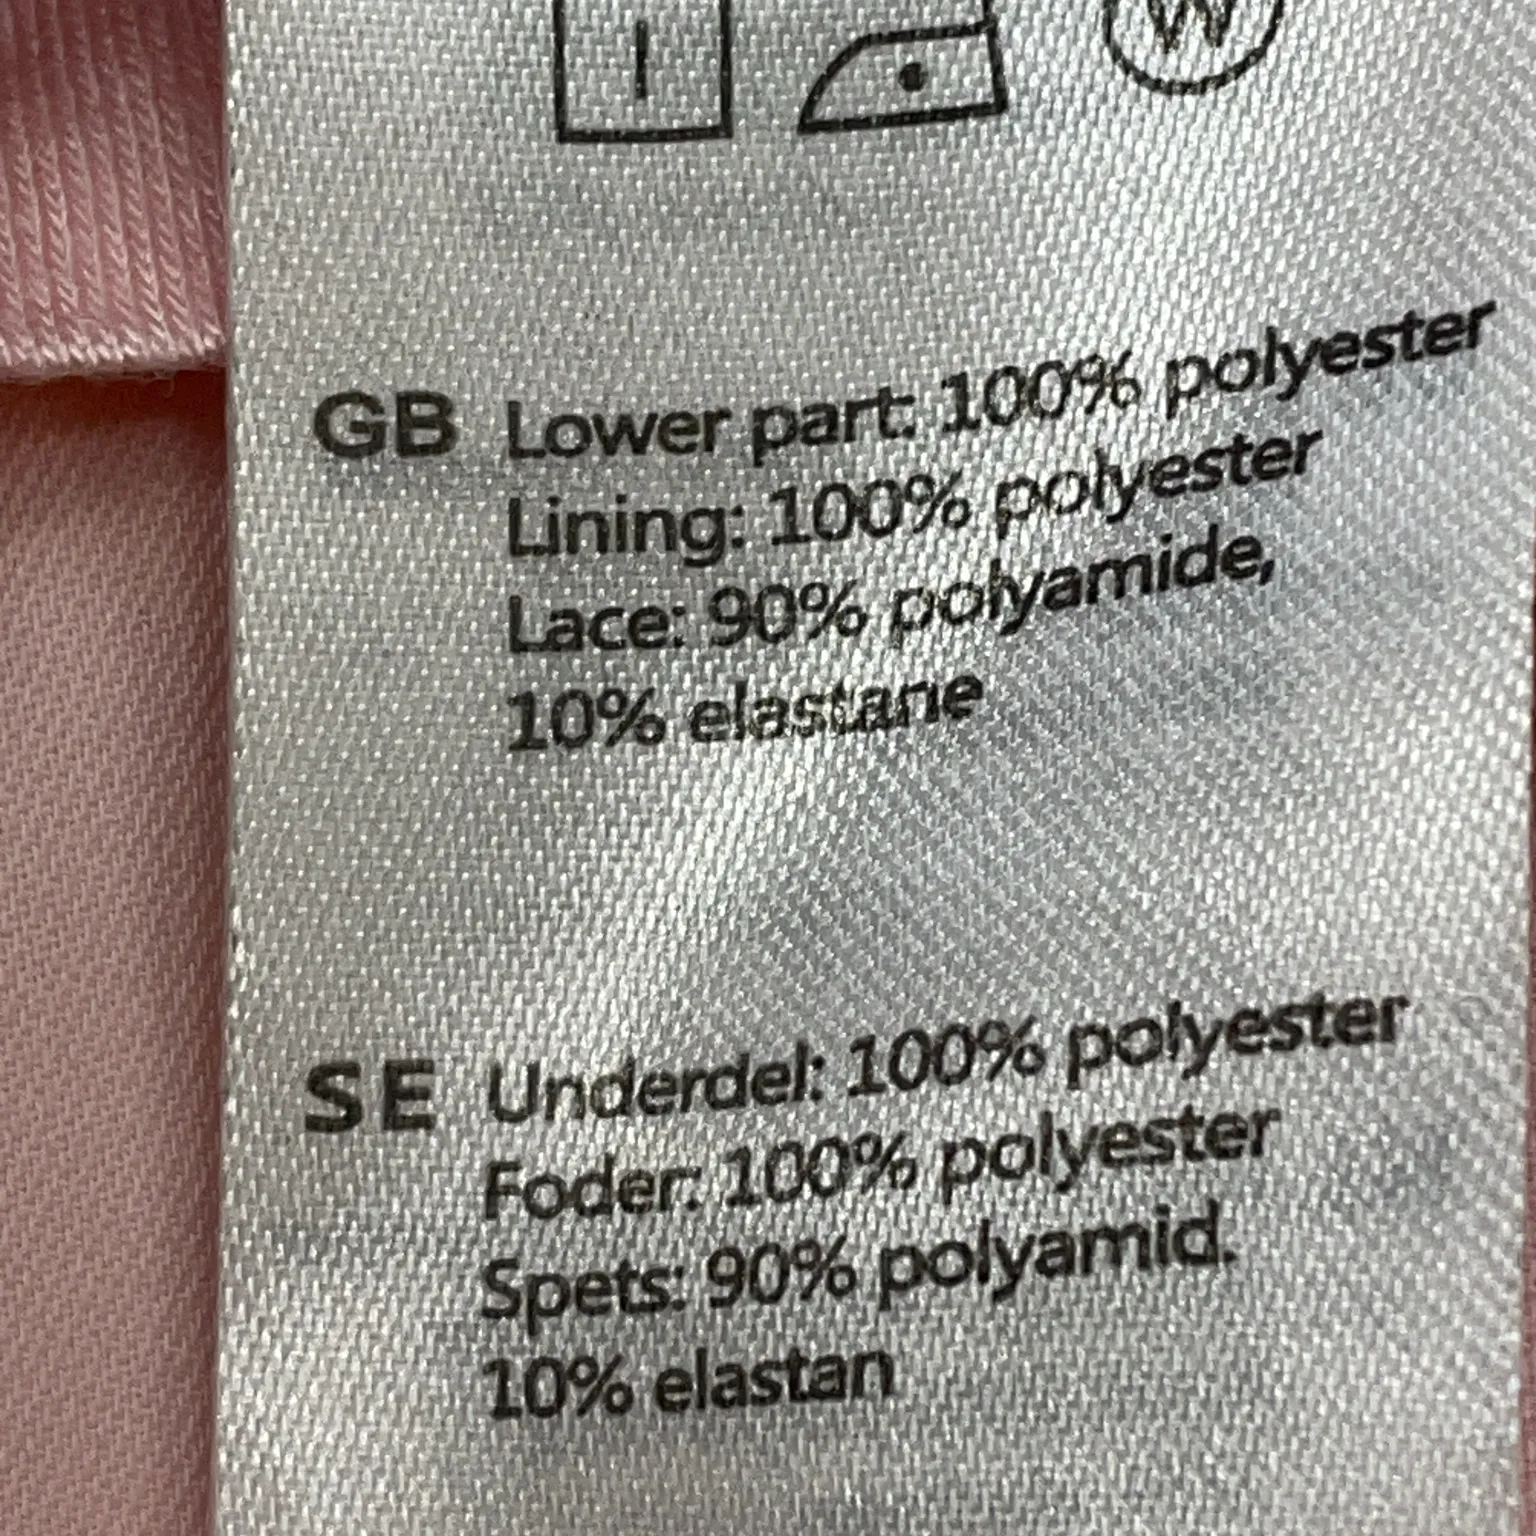 W
GB Lower part: 100% polyester
Lining: 100% polyester
Lace: 90% polyamide,
10% elastane
SE Underdel: 100% polyester
Foder: 100% polyester
Spets: 90% polyamid.
10% elastan